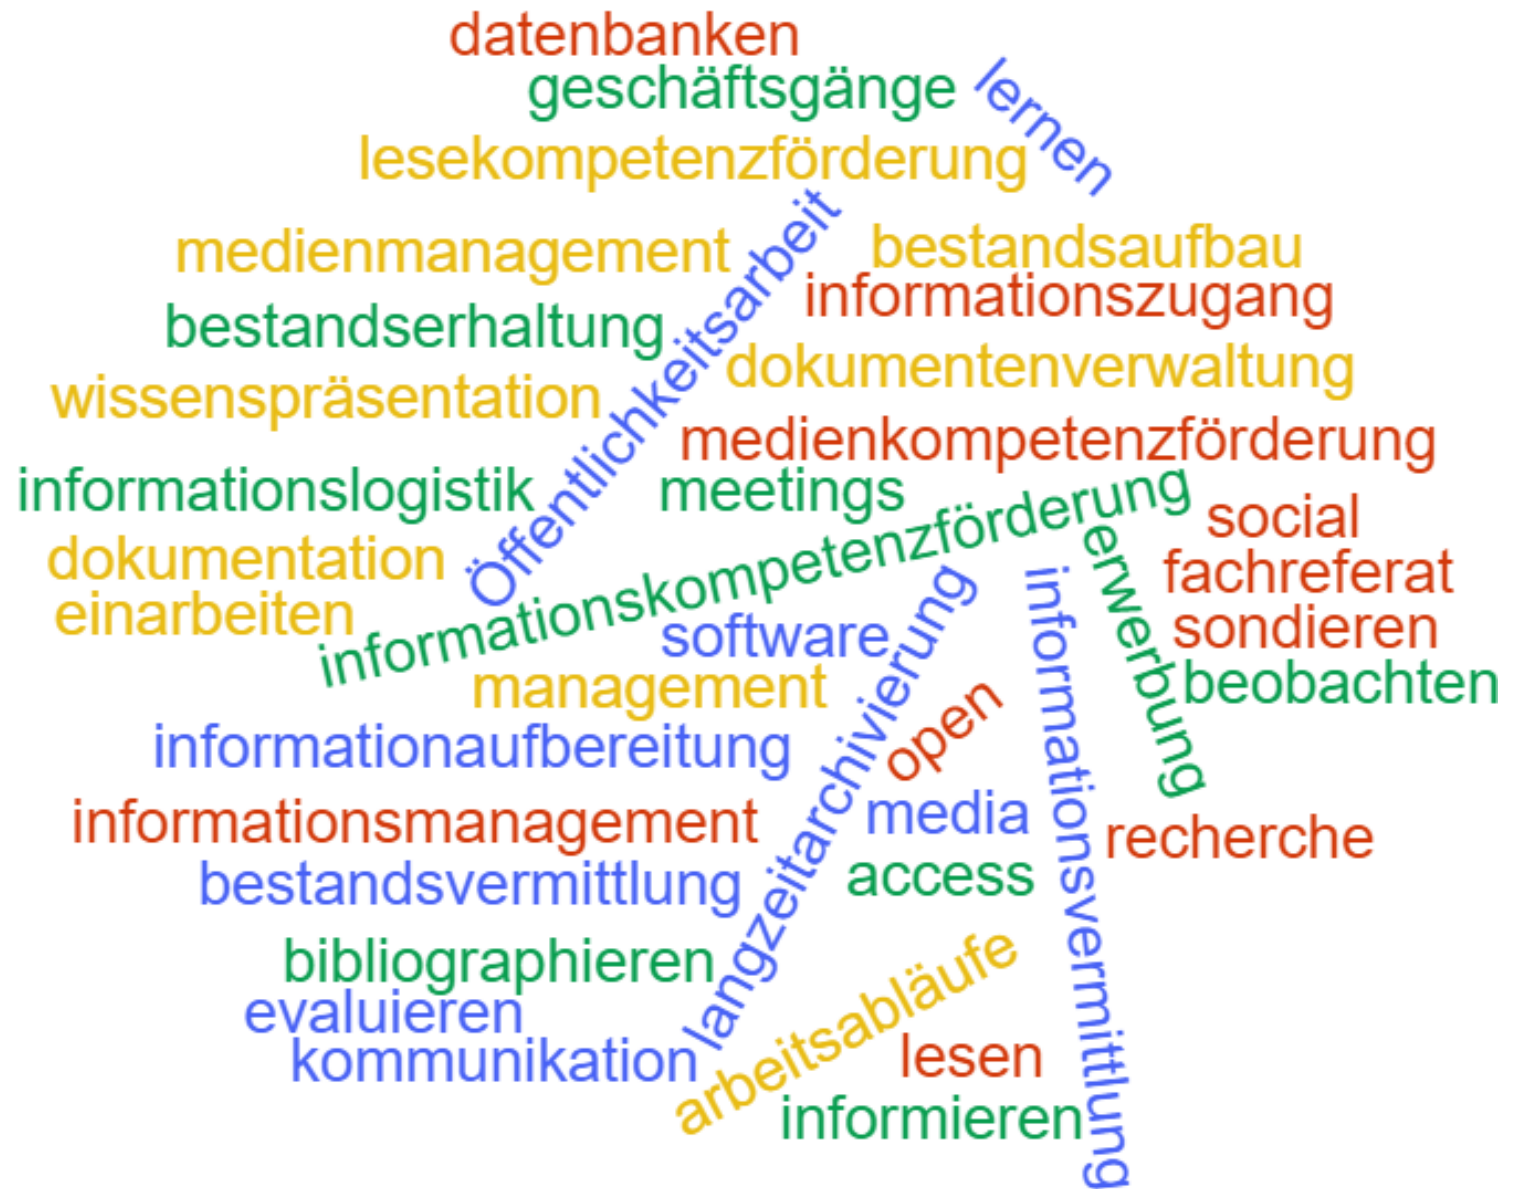 datenbanken
geschäftsgänge
lernen
lesekompetenzförderung
Öffentlichkeitsarbeit
medienmanagement
bestandsaufbau
informationszugang
bestandserhaltung
dokumentenverwaltung
wissenspräsentation
medienkompetenzförderung
informationslogistik
meetings
informationskompetenzförderung
social
dokumentation
erwerbung
fachreferat
einarbeiten
software
sondieren
management
beobachten
informationaufbereitung
langzeitarchivierung
open
informationsvermittlung
informationsmanagement
media
recherche
bestandsvermittlung
access
bibliographieren
evaluieren
arbeitsabläufe
kommunikation
lesen
informieren